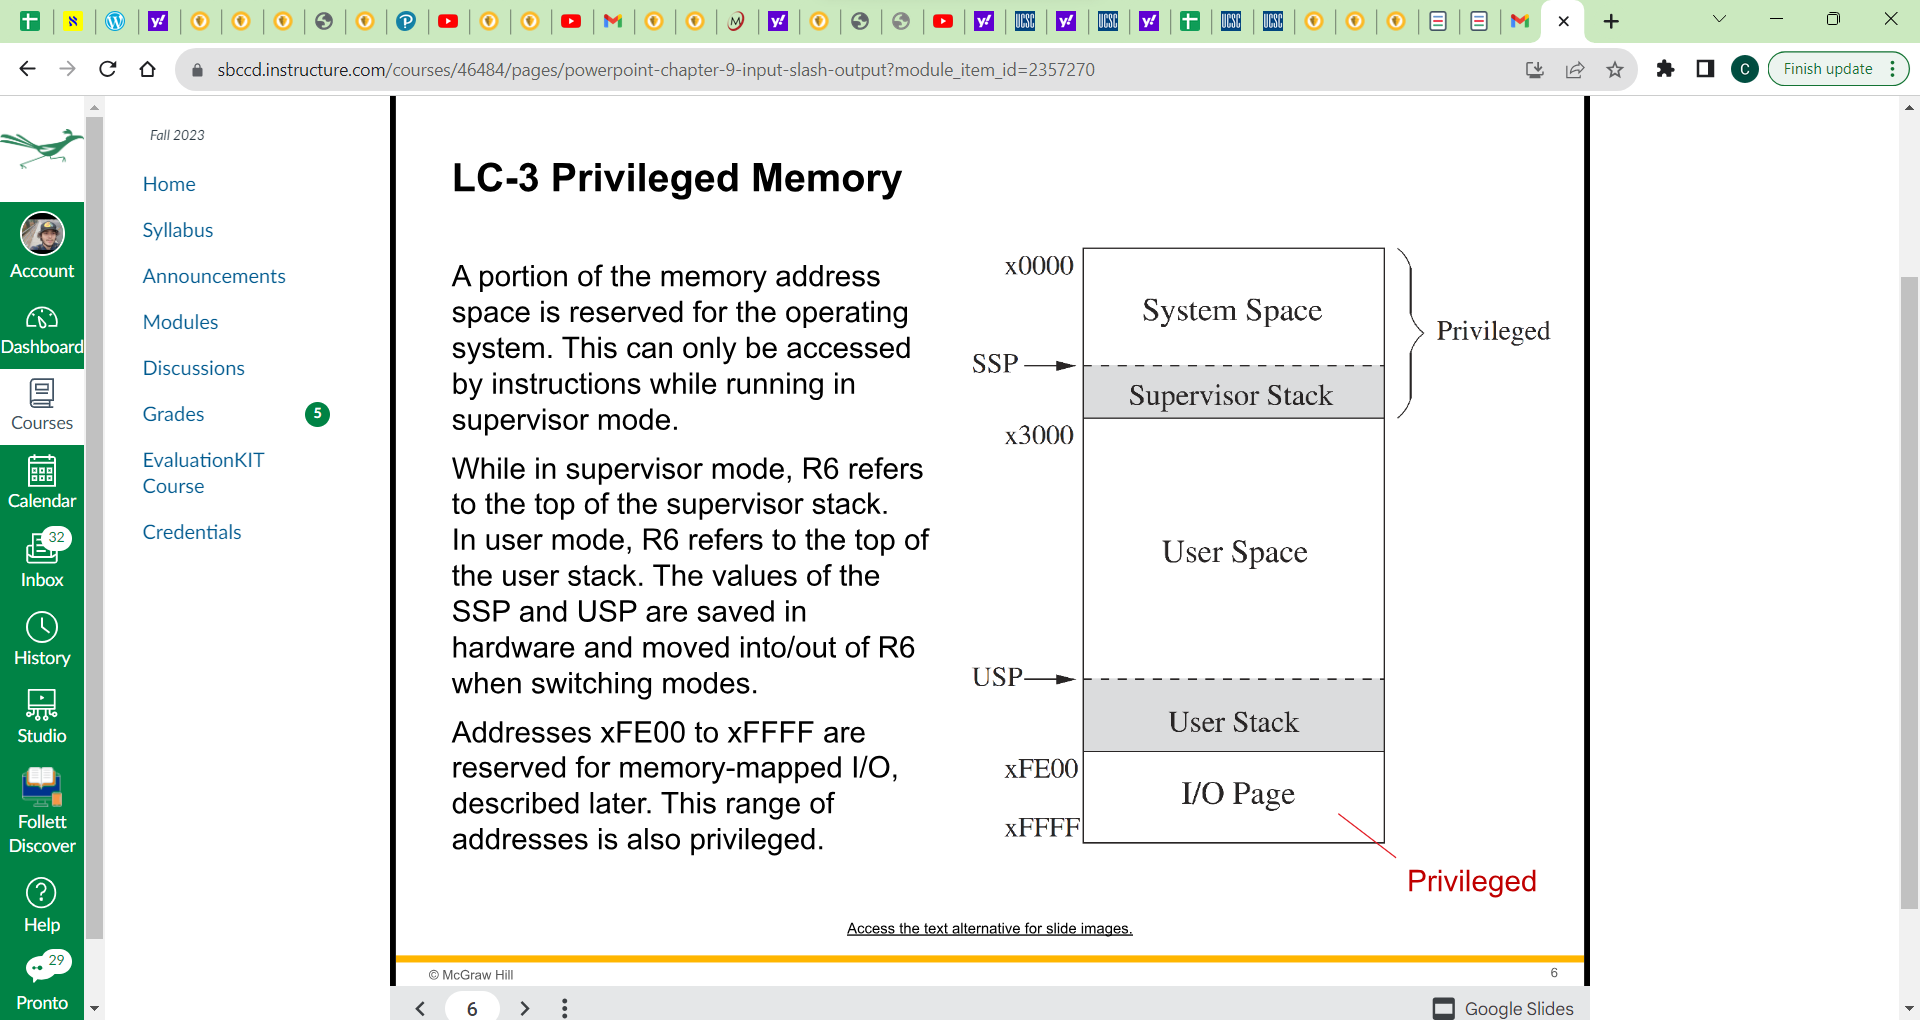 sbccd.instructure.com/courses/46484/pages/powerpoint-chapter-9-input-slash-output?module_item_id=2357270
C
Finish update
Account
Dashboard
Courses
Calendar
32
Inbox
History
Studio
Follett
Discover
Help
29
Pronto
Fall 2023
Home
Syllabus
Announcements
Modules
Discussions
Grades
5
EvaluationKIT
Course
Credentials
LC-3 Privileged Memory
A portion of the memory address
space is reserved for the operating
system. This can only be accessed
by instructions while running in
supervisor mode.
While in supervisor mode, R6 refers
to the top of the supervisor stack.
In user mode, R6 refers to the top of
the user stack. The values of the
SSP and USP are saved in
hardware and moved into/out of R6
when switching modes.
Addresses xFE00 to xFFFF are
reserved for memory-mapped I/O,
described later. This range of
addresses is also privileged.
x0000
System Space
Privileged
SSP
Supervisor Stack
x3000
User Space
USP
User Stack
xFE00
I/O Page
xFFFF
Privileged
Access the text alternative for slide images.
© McGraw Hill
6
6
Google Slides